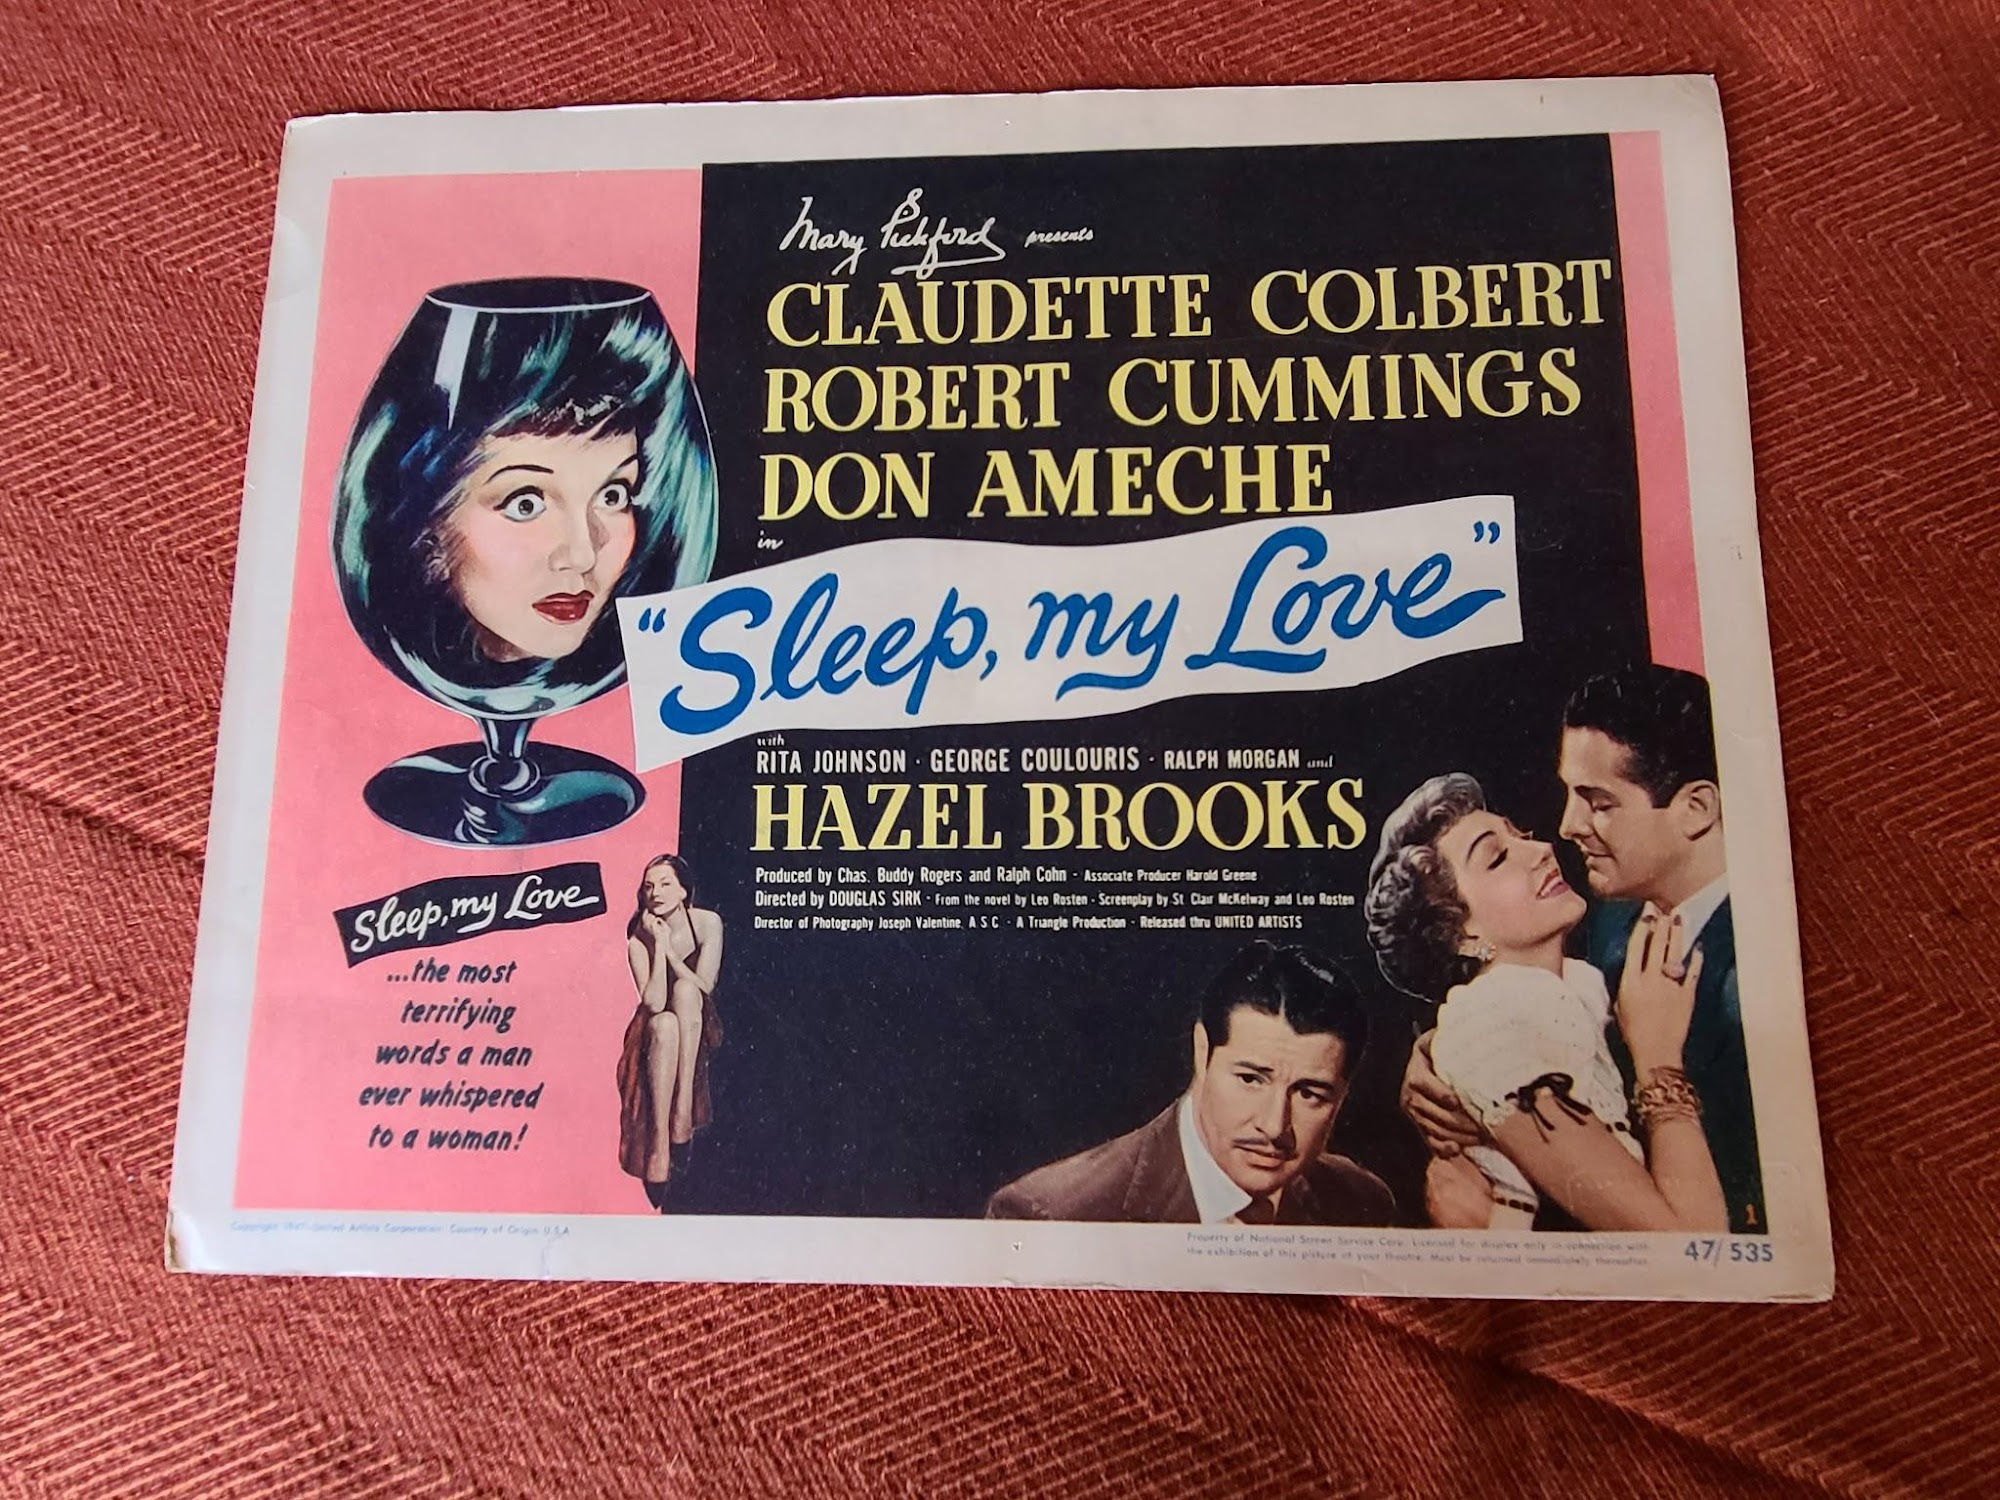 Mary Pickford presents
CLAUDETTE COLBERT
ROBERT CUMMINGS
DON AMECHE
in
"Sleep, my Love"
with
RITA JOHNSON · GEORGE COULOURIS · RALPH MORGAN and
HAZEL BROOKS
Produced by Chas. Buddy Rogers and Ralph Cohn - Associate Producer Harold Greene
Directed by DOUGLAS SIRK - From the novel by Leo Rosten - Screenplay by St Clair McKelway and Leo Rosten
Director of Photography Joseph Valentine, A S C - A Triangle Production - Released thru UNITED ARTISTS
Sleep, my Love
...the most
terrifying
words a man
ever whispered
to a woman!
1
Copyright 1947 United Artists Corporation. Country of Origin U.S.A
Property of National Screen Service Corp. Licensed for display only in connection with
the exhibition of this picture at your theatre. Must be returned immediately thereafter.
47/535